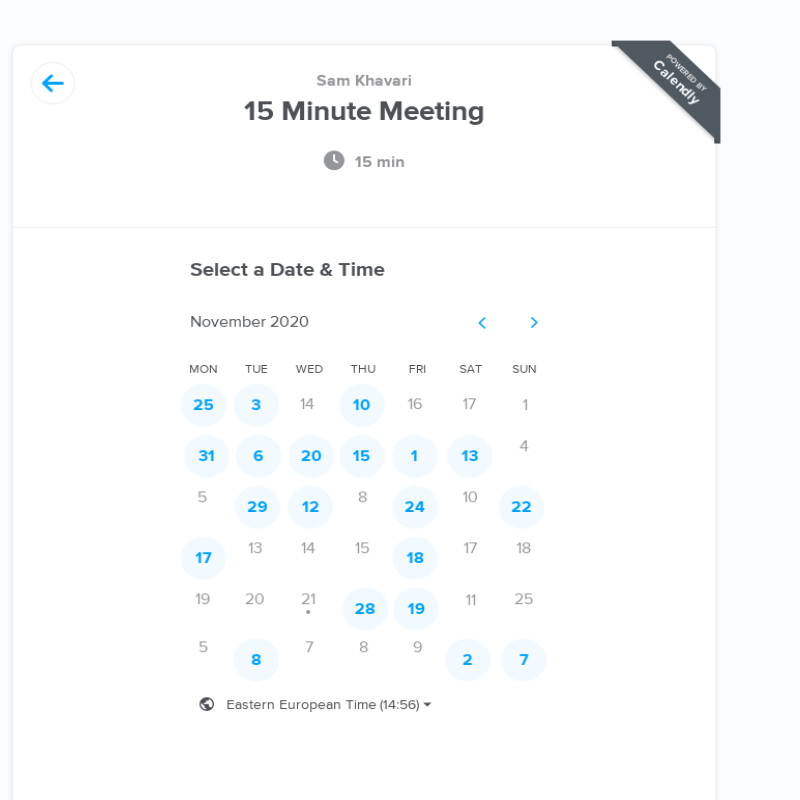 Sam Khavari
15 Minute Meeting
15 min
POWERED BY
Calendly
Select a Date & Time
November 2020
MON TUE WED THU FRI SAT SUN
25 3 14 10 16 17 1
31 6 20 15 1 13 4
5 29 12 8 24 10 22
17 13 14 15 18 17 18
19 20 21 28 19 11 25
5 8 7 8 9 2 7
Eastern European Time (14:56)